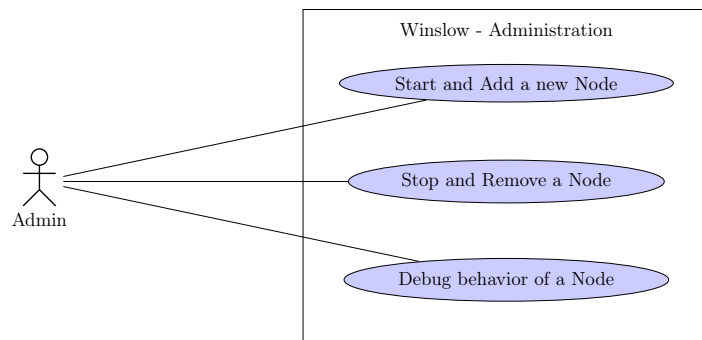 Winslow - Administration
Start and Add a new Node
Stop and Remove a Node
Admin
Debug behavior of a Node